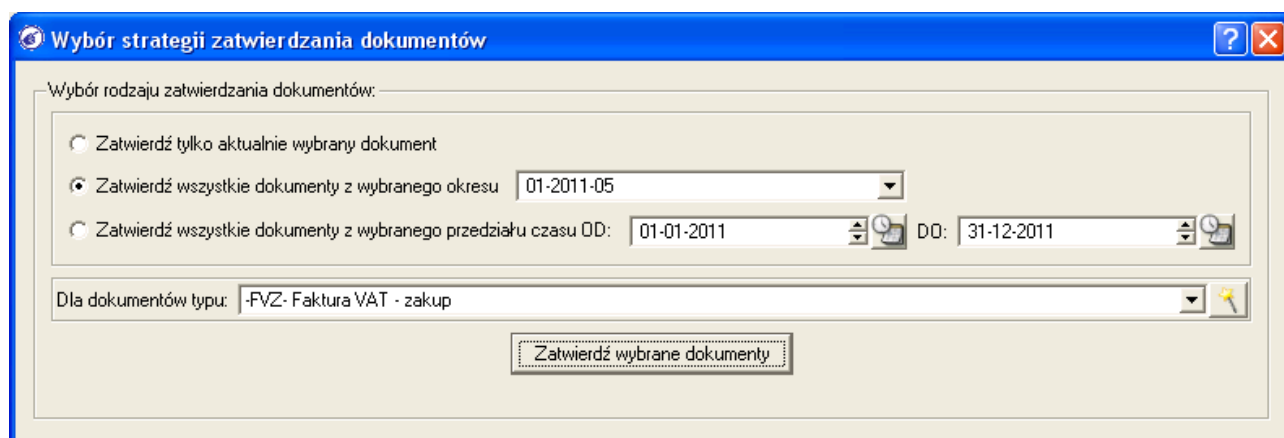 Wybór strategii zatwierdzania dokumentów
Wybór rodzaju zatwierdzania dokumentów:
Zatwierdź tylko aktualnie wybrany dokument
Zatwierdź wszystkie dokumenty z wybranego okresu 01-2011-05
Zatwierdź wszystkie dokumenty z wybranego przedziału czasu OD: 01-01-2011 DO: 31-12-2011
Dla dokumentów typu: -FVZ- Faktura VAT - zakup
Zatwierdź wybrane dokumenty